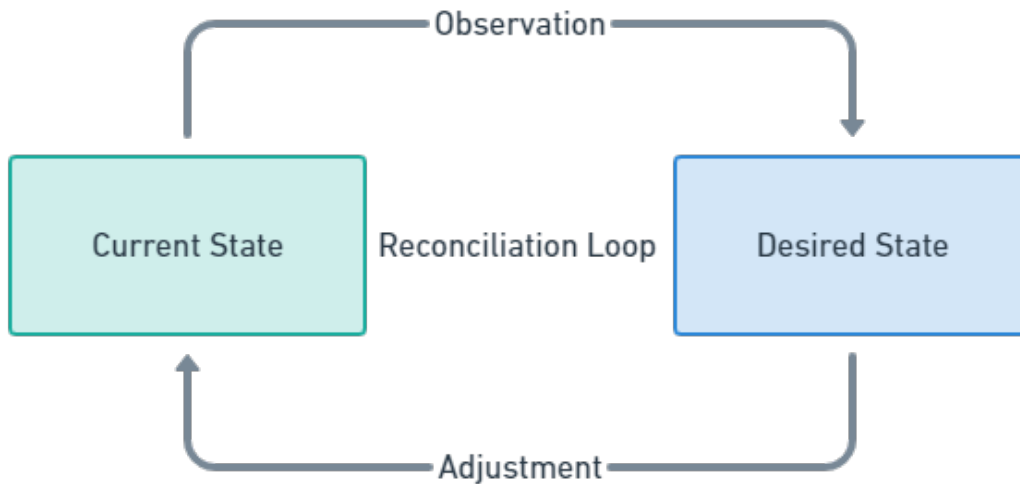 Observation
Current State
Reconciliation Loop
Desired State
Adjustment